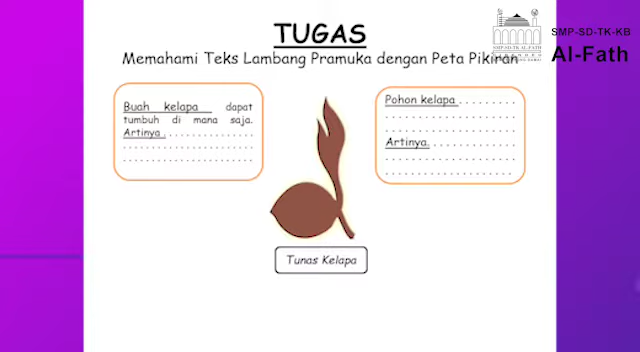 TUGAS
Memahami Teks Lambang Pramuka dengan Peta Pikiran
SMP-SD-TK-KB
Al-Fath
Buah kelapa dapat
tumbuh di mana saja.
Artinya . . . . . . . . . . . . .
. . . . . . . . . . . . . . . . . . . .
. . . . . . . . . . . . . . . . . . . .
Pohon kelapa . . . . . . . . .
. . . . . . . . . . . . . . . . . . . .
. . . . . . . . . . . . . . . . . . . .
Artinya. . . . . . . . . . . . . .
. . . . . . . . . . . . . . . . . . . .
. . . . . . . . . . . . . . . . . . . .
Tunas Kelapa